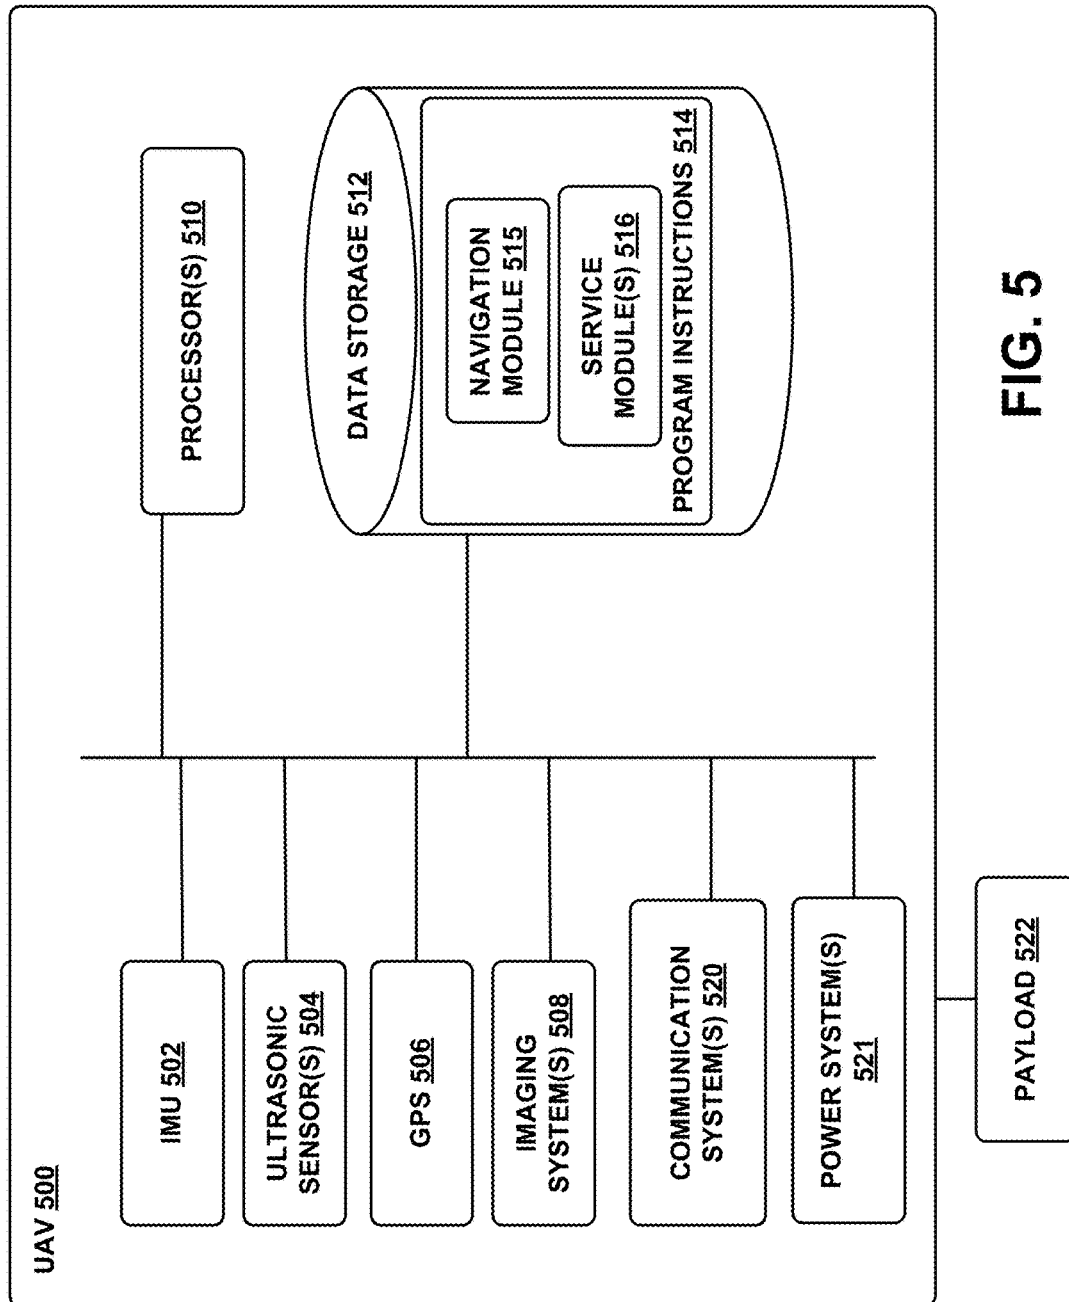 UAV 500
IMU 502
ULTRASONIC
SENSOR(S) 504
GPS 506
IMAGING
SYSTEM(S) 508
COMMUNICATION
SYSTEM(S) 520
POWER SYSTEM(S)
521
PROCESSOR(S) 510
DATA STORAGE 512
NAVIGATION
MODULE 515
SERVICE
MODULE(S) 516
PROGRAM INSTRUCTIONS 514
PAYLOAD 522
FIG. 5